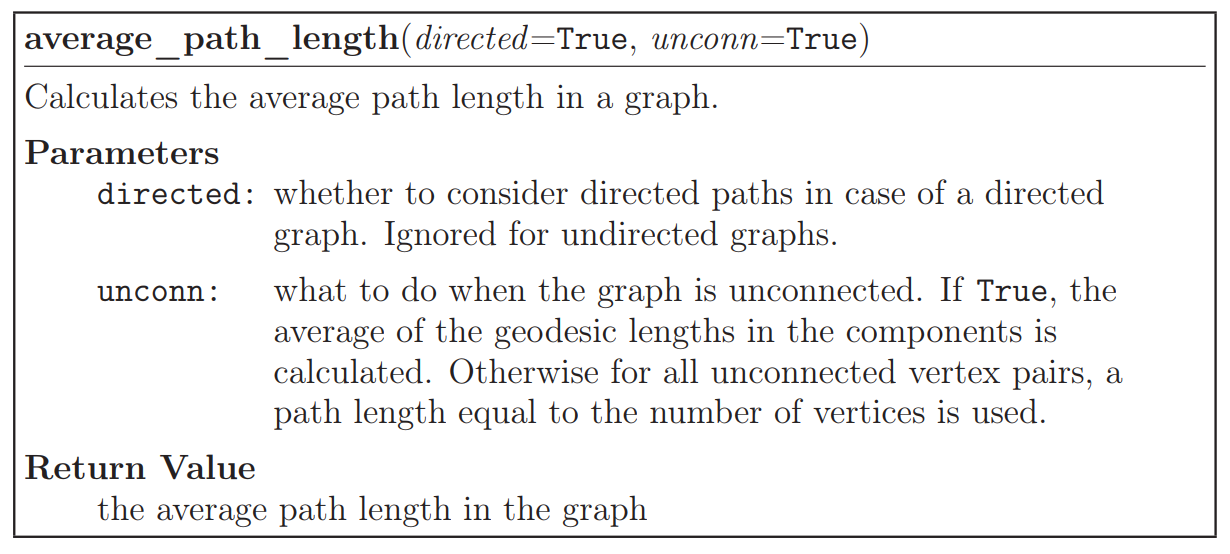 average_path_length(directed=True, unconn=True)
Calculates the average path length in a graph.
Parameters
directed: whether to consider directed paths in case of a directed
graph. Ignored for undirected graphs.
unconn: what to do when the graph is unconnected. If True, the
average of the geodesic lengths in the components is
calculated. Otherwise for all unconnected vertex pairs, a
path length equal to the number of vertices is used.
Return Value
the average path length in the graph